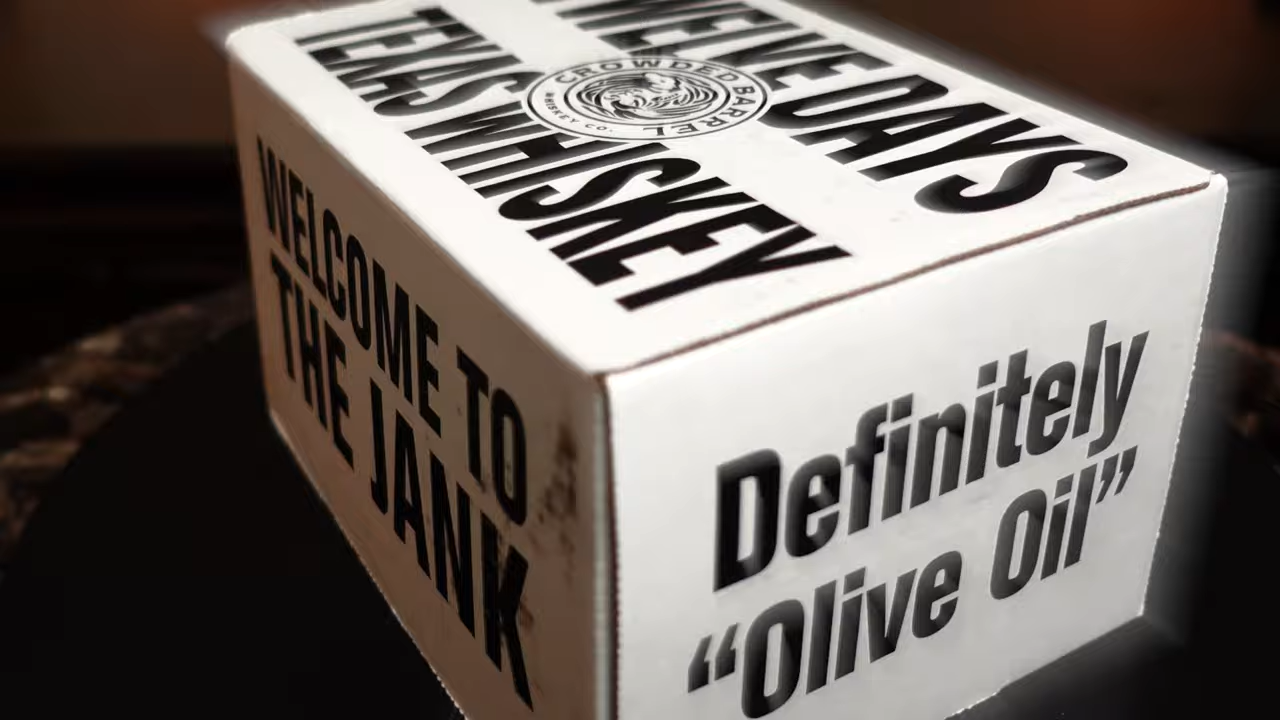 TWELVE DAYS
CROWDED BARREL
WHISKEY CO.
TEXAS WHISKEY
WELCOME TO
THE JANK
Definitely
“Olive Oil”